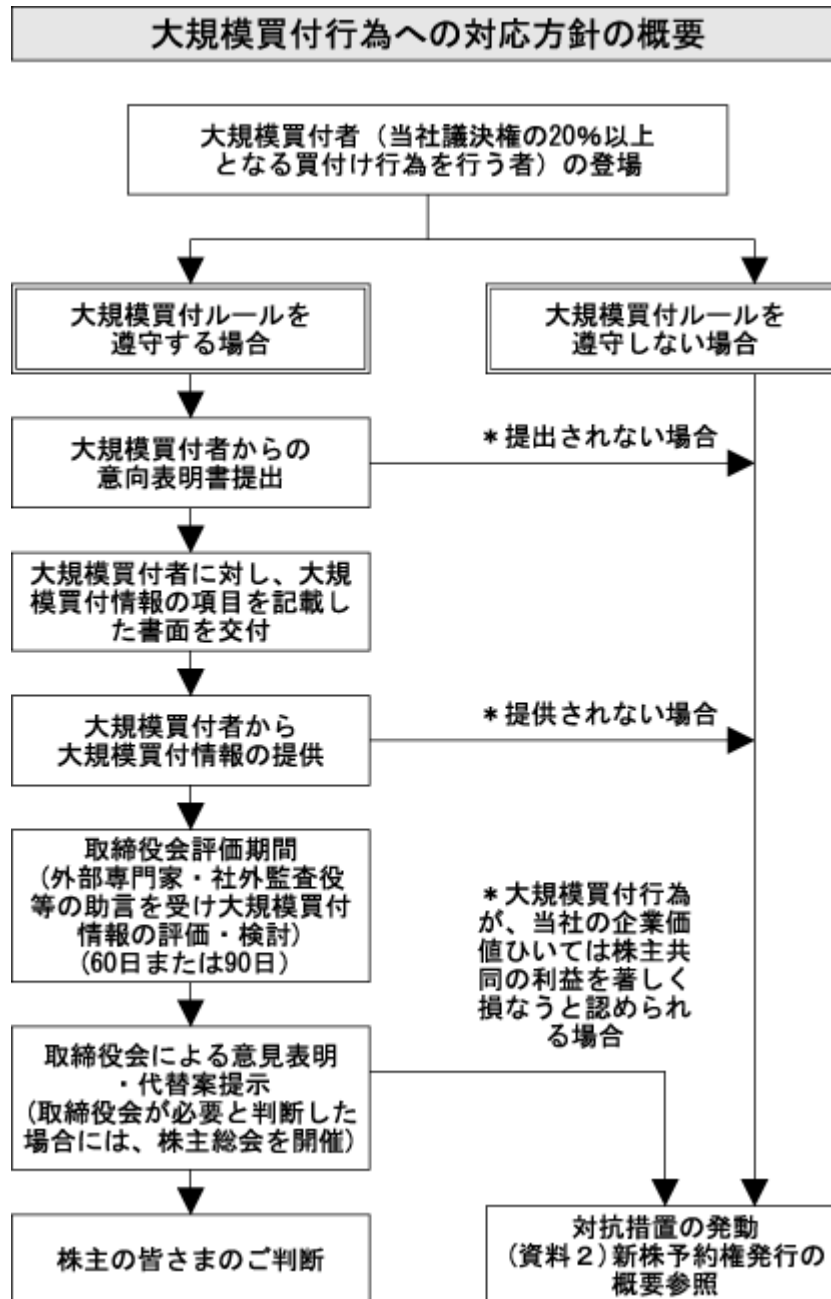 大規模買付行為への対応方針の概要
大規模買付者（当社議決権の20%以上
となる買付け行為を行う者）の登場
大規模買付ルールを
遵守する場合
大規模買付ルールを
遵守しない場合
大規模買付者からの
意向表明書提出
＊提出されない場合
大規模買付者に対し、大規
模買付情報の項目を記載し
た書面を交付
大規模買付者から
大規模買付情報の提供
＊提供されない場合
取締役会評価期間
(外部専門家・社外監査役
等の助言を受け大規模買付
情報の評価・検討)
(60日または90日)
＊大規模買付行為
が、当社の企業価
値ひいては株主共
同の利益を著しく
損なうと認められ
る場合
取締役会による意見表明
・代替案提示
(取締役会が必要と判断した
場合には、株主総会を開催)
株主の皆さまのご判断
対抗措置の発動
(資料２)新株予約権発行の
概要参照